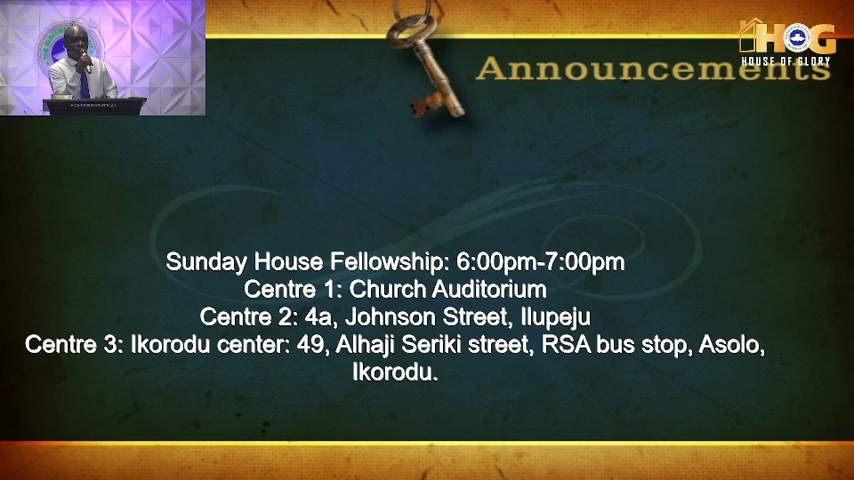 HOG
HOUSE OF GLORY
Announcements
Sunday House Fellowship: 6:00pm-7:00pm
Centre 1: Church Auditorium
Centre 2: 4a, Johnson Street, Ilupeju
Centre 3: Ikorodu center: 49, Alhaji Seriki street, RSA bus stop, Asolo,
Ikorodu.